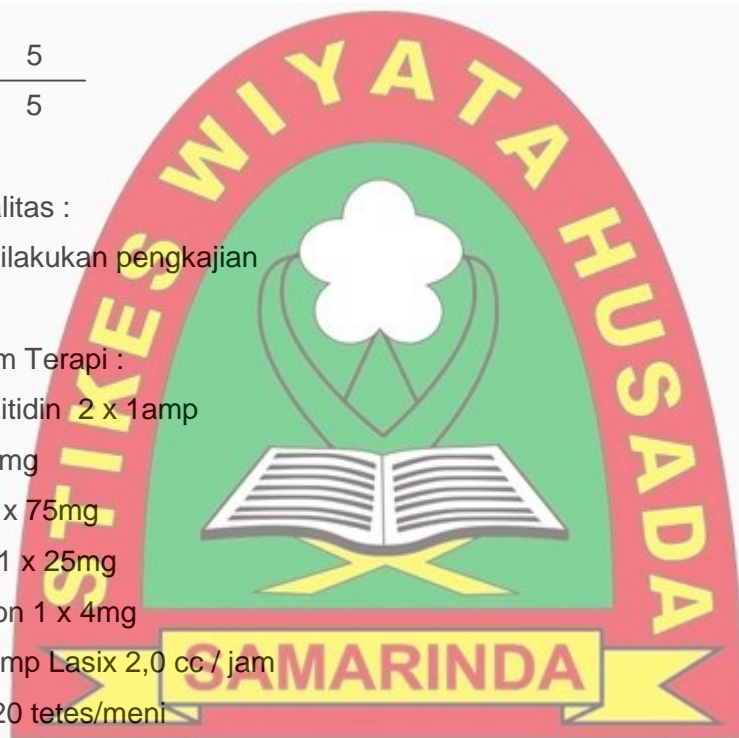 5
5
alitas :
ilakukan pengkajian
m Terapi :
itidin 2 x 1amp
mg
x 75mg
1 x 25mg
on 1 x 4mg
mp Lasix 2,0 cc / jam
20 tetes/meni
STIKES WIYATA HUSADA
SAMARINDA